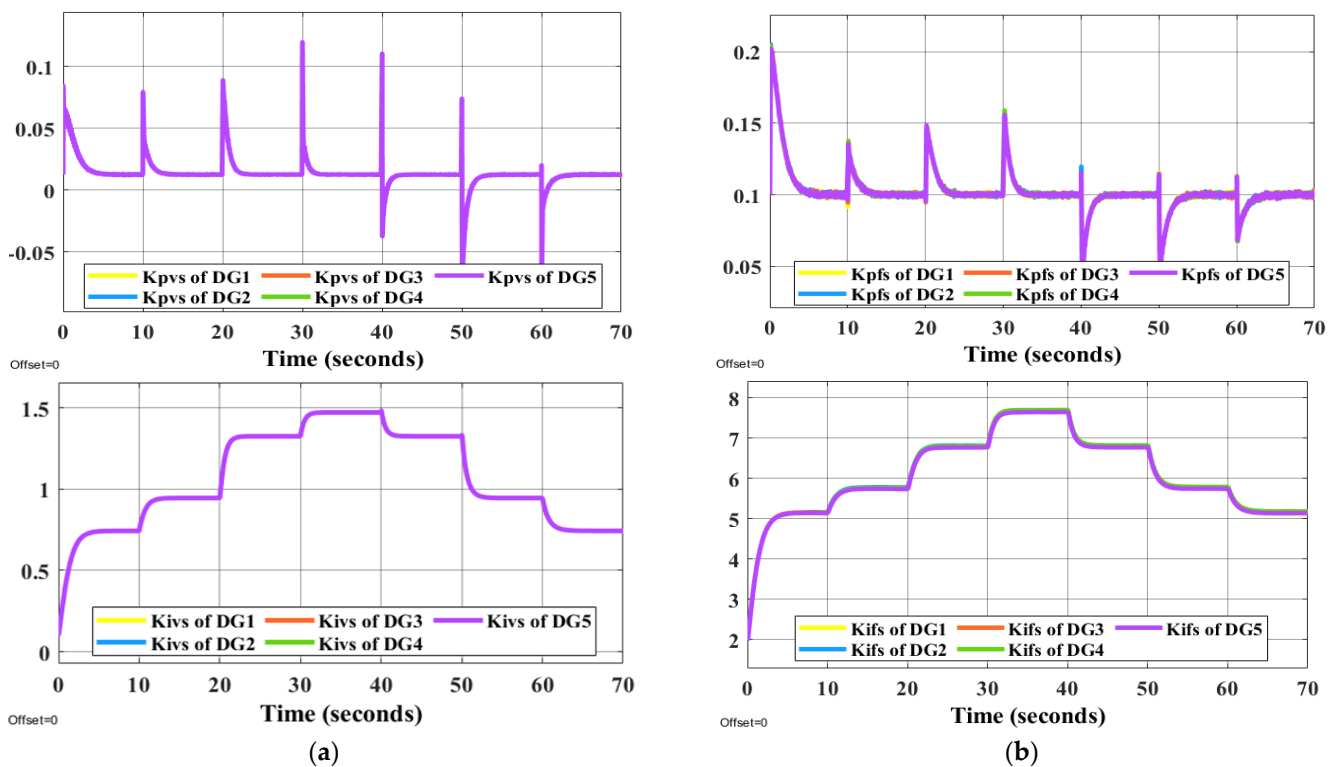 0.1
0.05
0
-0.05
Kpvs of DG1 Kpvs of DG3 Kpvs of DG5
Kpvs of DG2 Kpvs of DG4
0 10 20 30 40 50 60 70
Time (seconds)
Offset=0
0.2
0.15
0.1
0.05
Kpfs of DG1 Kpfs of DG3 Kpfs of DG5
Kpfs of DG2 Kpfs of DG4
0 10 20 30 40 50 60 70
Time (seconds)
Offset=0
1.5
1
0.5
0
Kivs of DG1 Kivs of DG3 Kivs of DG5
Kivs of DG2 Kivs of DG4
0 10 20 30 40 50 60 70
Time (seconds)
Offset=0
(a)
8
7
6
5
4
3
2
Kifs of DG1 Kifs of DG3 Kifs of DG5
Kifs of DG2 Kifs of DG4
0 10 20 30 40 50 60 70
Time (seconds)
Offset=0
(b)